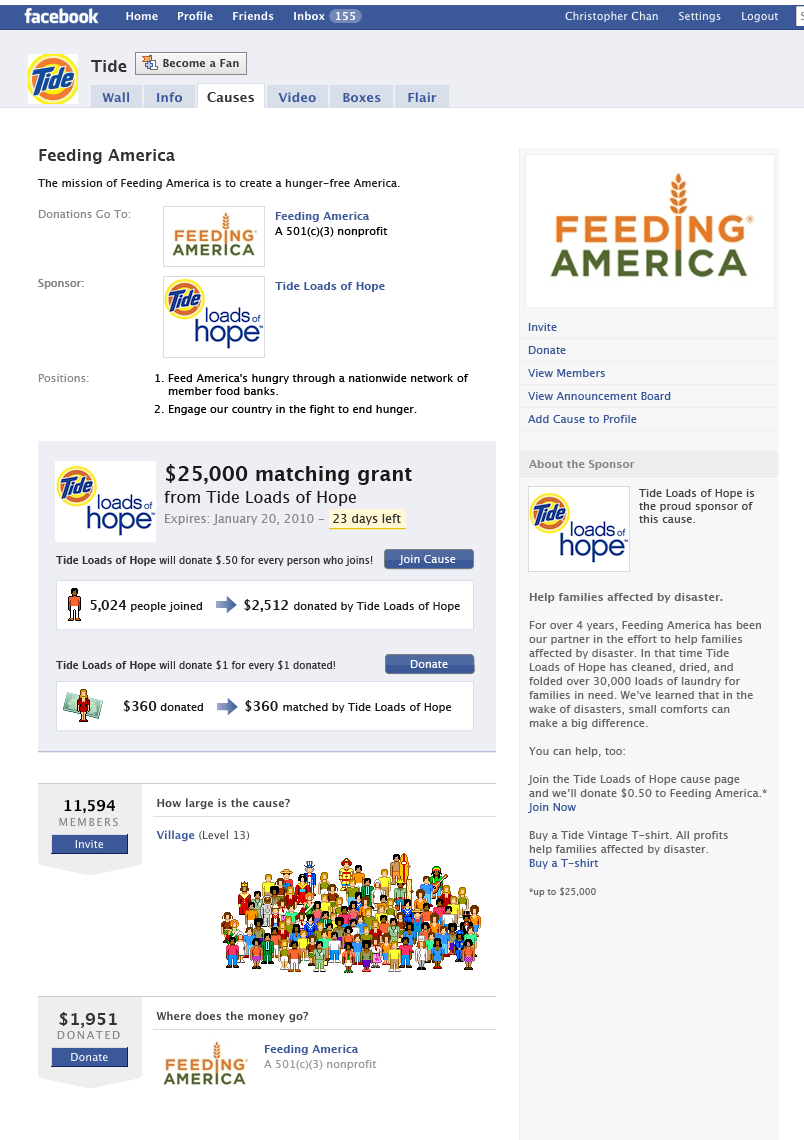 facebook Home Profile Friends Inbox 155 Christopher Chan Settings Logout
Tide
Tide Become a Fan
Wall Info Causes Video Boxes Flair
Feeding America
The mission of Feeding America is to create a hunger-free America.
Donations Go To:
FEEDING®
AMERICA
Feeding America
A 501(c)(3) nonprofit
Sponsor:
Tide
loads of
hope™
Tide Loads of Hope
Positions:
1. Feed America's hungry through a nationwide network of
member food banks.
2. Engage our country in the fight to end hunger.
Tide
loads of
hope™
$25,000 matching grant
from Tide Loads of Hope
Expires: January 20, 2010 – 23 days left
Tide Loads of Hope will donate $.50 for every person who joins! Join Cause
5,024 people joined $2,512 donated by Tide Loads of Hope
Tide Loads of Hope will donate $1 for every $1 donated! Donate
$360 donated $360 matched by Tide Loads of Hope
11,594
MEMBERS
Invite
How large is the cause?
Village (Level 13)
$1,951
DONATED
Donate
Where does the money go?
FEEDING®
AMERICA
Feeding America
A 501(c)(3) nonprofit
FEEDING®
AMERICA
Invite
Donate
View Members
View Announcement Board
Add Cause to Profile
About the Sponsor
Tide
loads of
hope™
Tide Loads of Hope is
the proud sponsor of
this cause.
Help families affected by disaster.
For over 4 years, Feeding America has been
our partner in the effort to help families
affected by disaster. In that time Tide
Loads of Hope has cleaned, dried, and
folded over 30,000 loads of laundry for
families in need. We've learned that in the
wake of disasters, small comforts can
make a big difference.
You can help, too:
Join the Tide Loads of Hope cause page
and we'll donate $0.50 to Feeding America.*
Join Now
Buy a Tide Vintage T-shirt. All profits
help families affected by disaster.
Buy a T-shirt
*up to $25,000